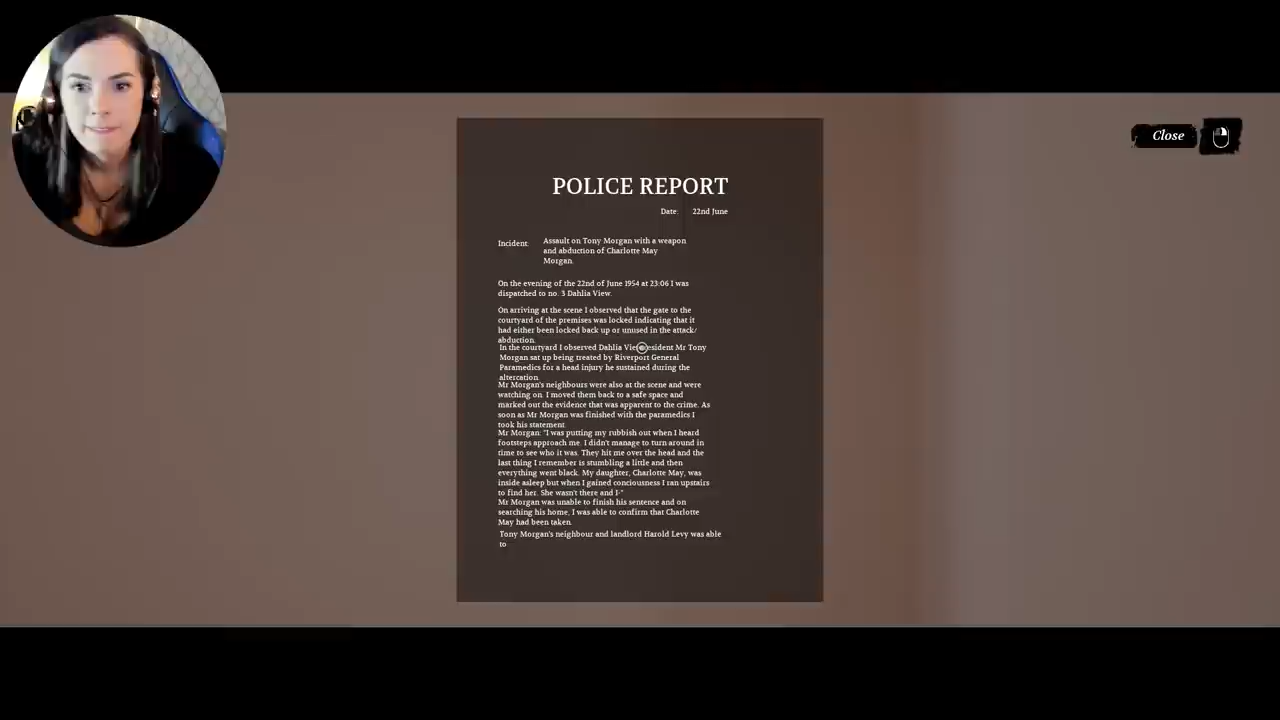 Close
POLICE REPORT
Date: 22nd June
Incident: Assault on Tony Morgan with a weapon
and abduction of Charlotte May
Morgan.
On the evening of the 22nd of June 1954 at 23:06 I was
dispatched to no. 3 Dahlia View.
On arriving at the scene I observed that the gate to the
courtyard of the premises was locked indicating that it
had either been locked back up or unused in the attack/
abduction.
In the courtyard I observed Dahlia View resident Mr Tony
Morgan sat up being treated by Riverport General
Paramedics for a head injury he sustained during the
altercation.
Mr Morgan's neighbours were also at the scene and were
watching on. I moved them back to a safe space and
marked out the evidence that was apparent to the crime. As
soon as Mr Morgan was finished with the paramedics I
took his statement.
Mr Morgan: "I was putting my rubbish out when I heard
footsteps approach me. I didn't manage to turn around in
time to see who it was. They hit me over the head and the
last thing I remember is stumbling a little and then
everything went black. My daughter, Charlotte May, was
inside asleep but when I gained conciousness I ran upstairs
to find her. She wasn't there and I-"
Mr Morgan was unable to finish his sentence and on
searching his home, I was able to confirm that Charlotte
May had been taken.
Tony Morgan's neighbour and landlord Harold Levy was able
to